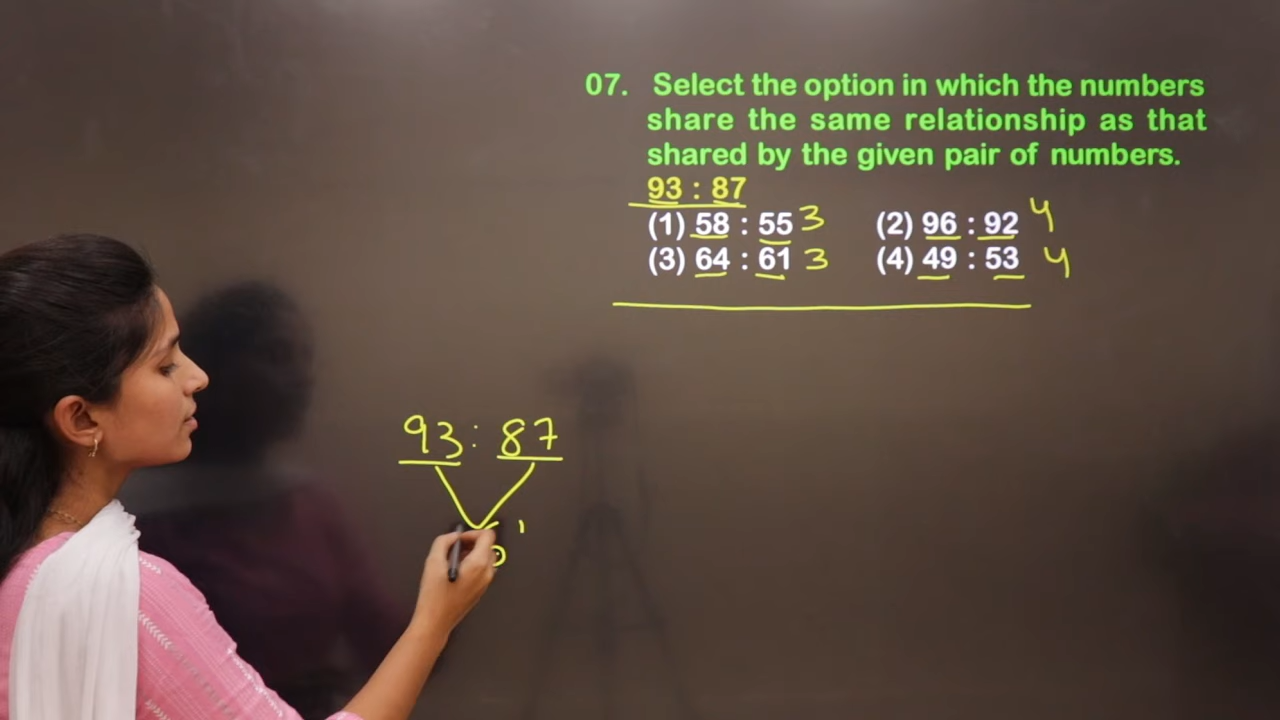 07. Select the option in which the numbers
share the same relationship as that
shared by the given pair of numbers.
93 : 87
(1) 58 : 55 3 (2) 96 : 92 4
(3) 64 : 61 3 (4) 49 : 53 4
93 : 87